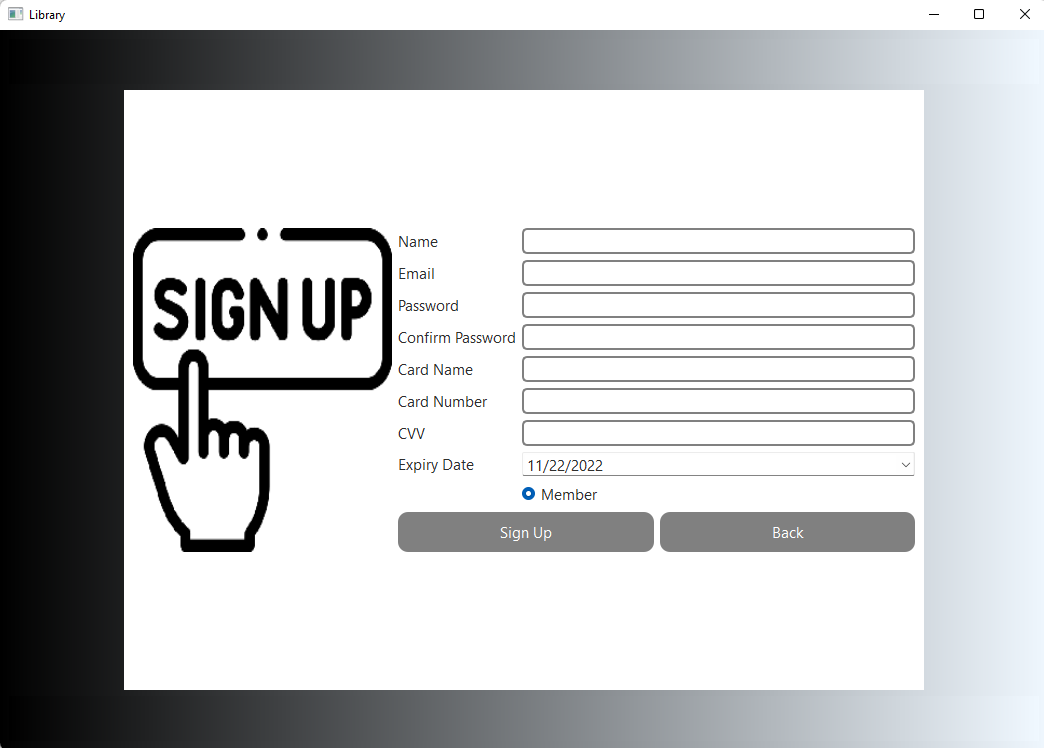 Library
SIGN UP
Name
Email
Password
Confirm Password
Card Name
Card Number
CVV
Expiry Date 11/22/2022
Member
Sign Up Back